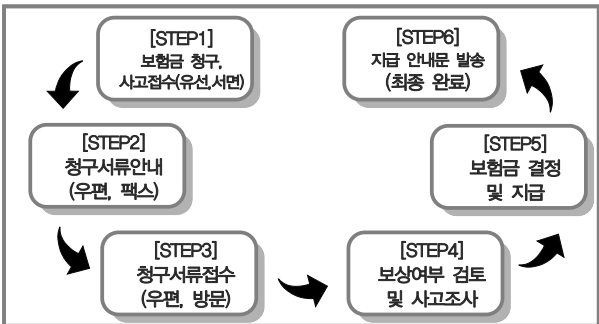 [STEP1]
보험금 청구,
사고접수(유선,서면)
[STEP2]
청구서류안내
(우편, 팩스)
[STEP3]
청구서류접수
(우편, 방문)
[STEP4]
보상여부 검토
및 사고조사
[STEP5]
보험금 결정
및 지급
[STEP6]
지급 안내문 발송
(최종 완료)